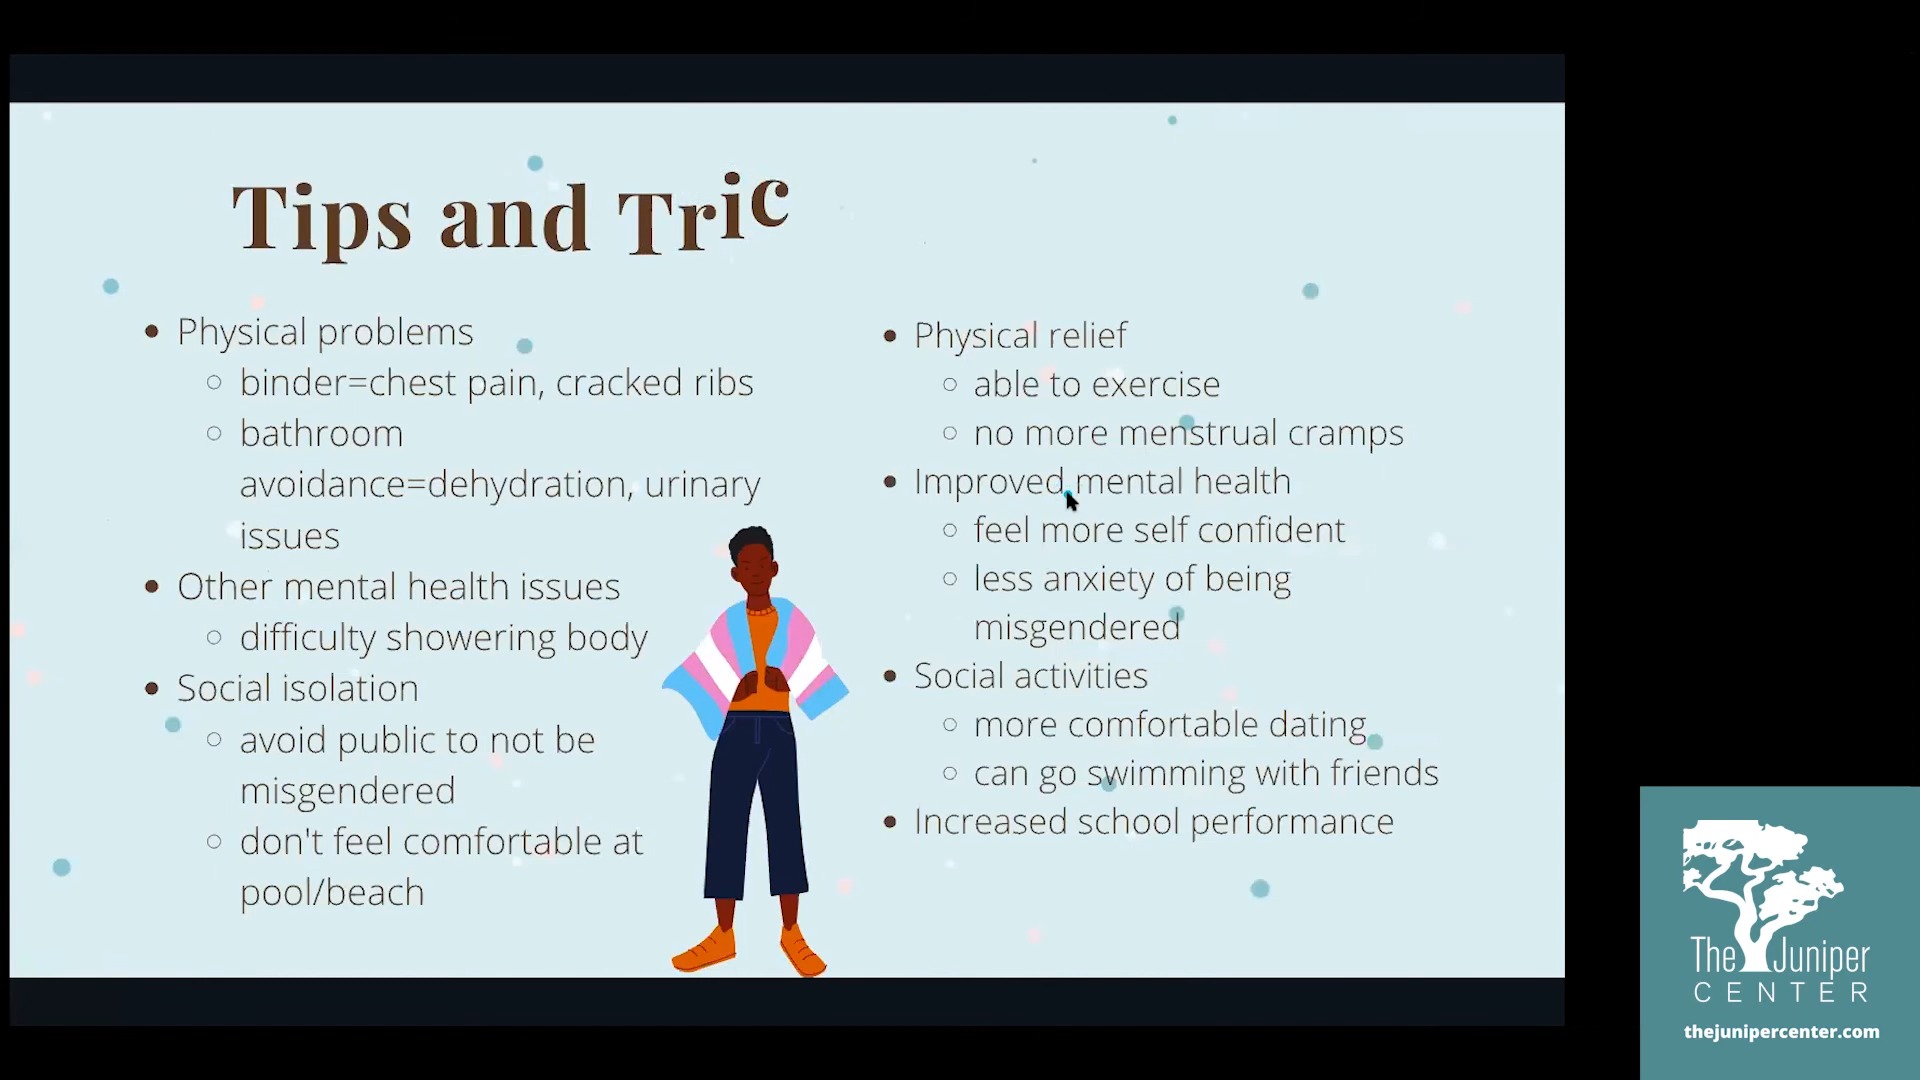 Tips and Tric
• Physical problems
○ binder=chest pain, cracked ribs
○ bathroom
avoidance=dehydration, urinary
issues
• Other mental health issues
○ difficulty showering body
• Social isolation
○ avoid public to not be
misgendered
○ don't feel comfortable at
pool/beach
• Physical relief
○ able to exercise
○ no more menstrual cramps
• Improved mental health
○ feel more self confident
○ less anxiety of being
misgendered
• Social activities
○ more comfortable dating
○ can go swimming with friends
• Increased school performance
The Juniper
CENTER
thejunipercenter.com